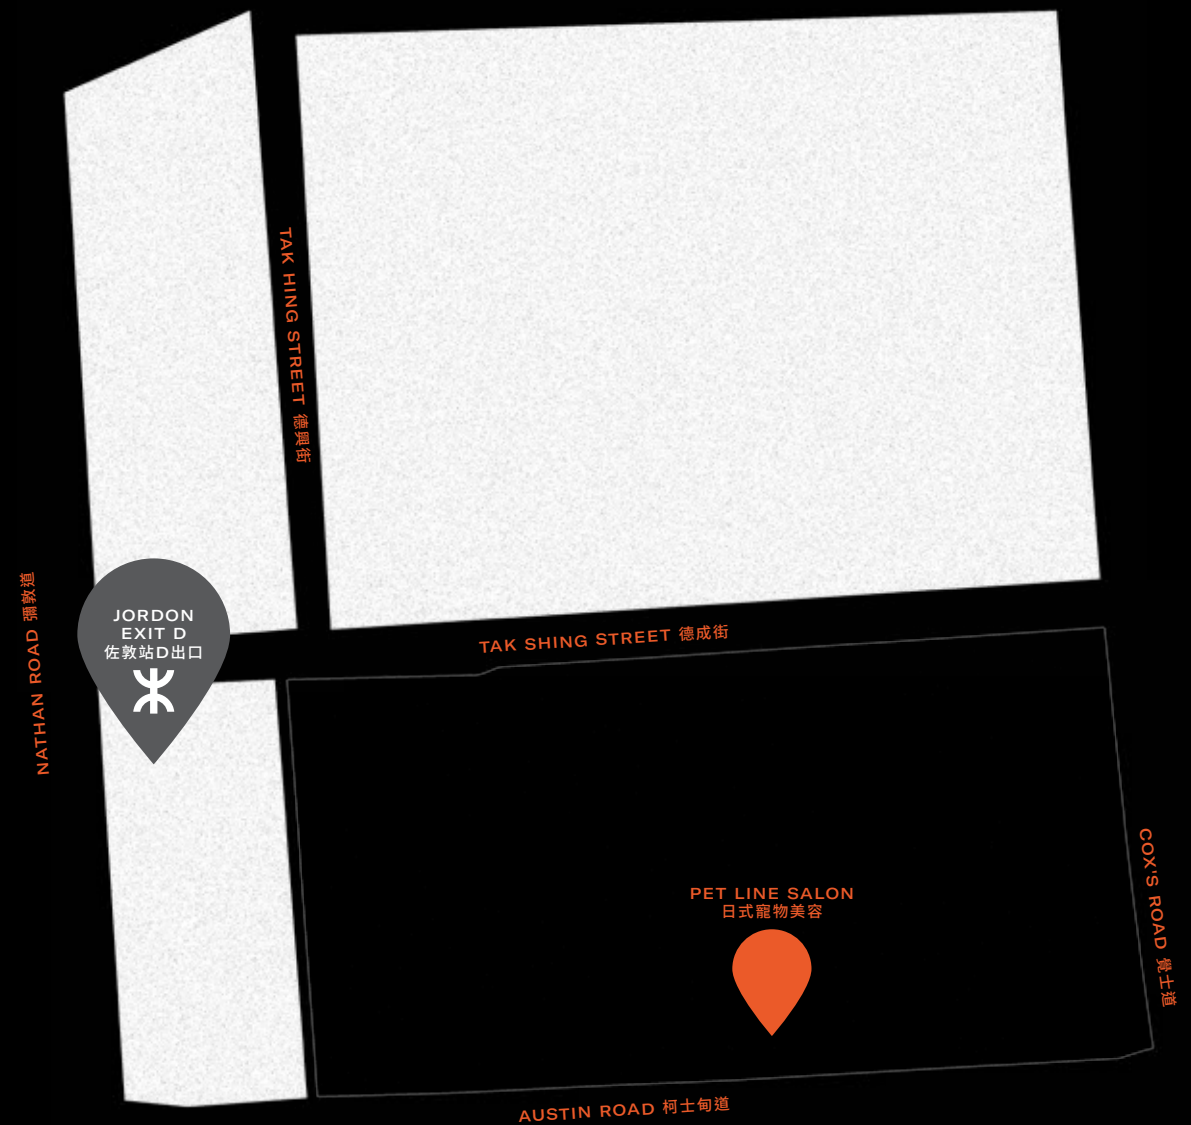 TAK HING STREET 德興街
NATHAN ROAD 彌敦道
JORDON
EXIT D
佐敦站D出口
TAK SHING STREET 德成街
PET LINE SALON
日式寵物美容
COX'S ROAD 覺士道
AUSTIN ROAD 柯士甸道